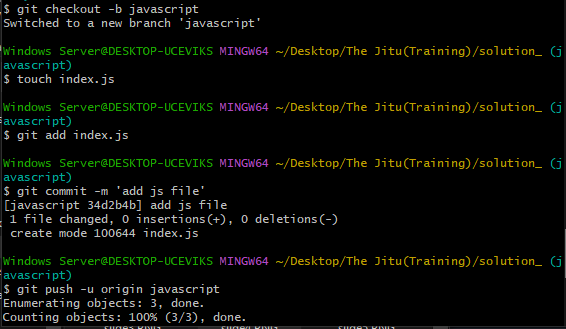 $ git checkout -b javascript
Switched to a new branch 'javascript'
Windows Server@DESKTOP-UCEVIKS MINGW64 ~/Desktop/The Jitu(Training)/solution_ (j
avascript)
$ touch index.js
Windows Server@DESKTOP-UCEVIKS MINGW64 ~/Desktop/The Jitu(Training)/solution_ (j
avascript)
$ git add index.js
Windows Server@DESKTOP-UCEVIKS MINGW64 ~/Desktop/The Jitu(Training)/solution_ (j
avascript)
$ git commit -m 'add js file'
[javascript 34d2b4b] add js file
 1 file changed, 0 insertions(+), 0 deletions(-)
 create mode 100644 index.js
Windows Server@DESKTOP-UCEVIKS MINGW64 ~/Desktop/The Jitu(Training)/solution_ (j
avascript)
$ git push -u origin javascript
Enumerating objects: 3, done.
Counting objects: 100% (3/3), done.